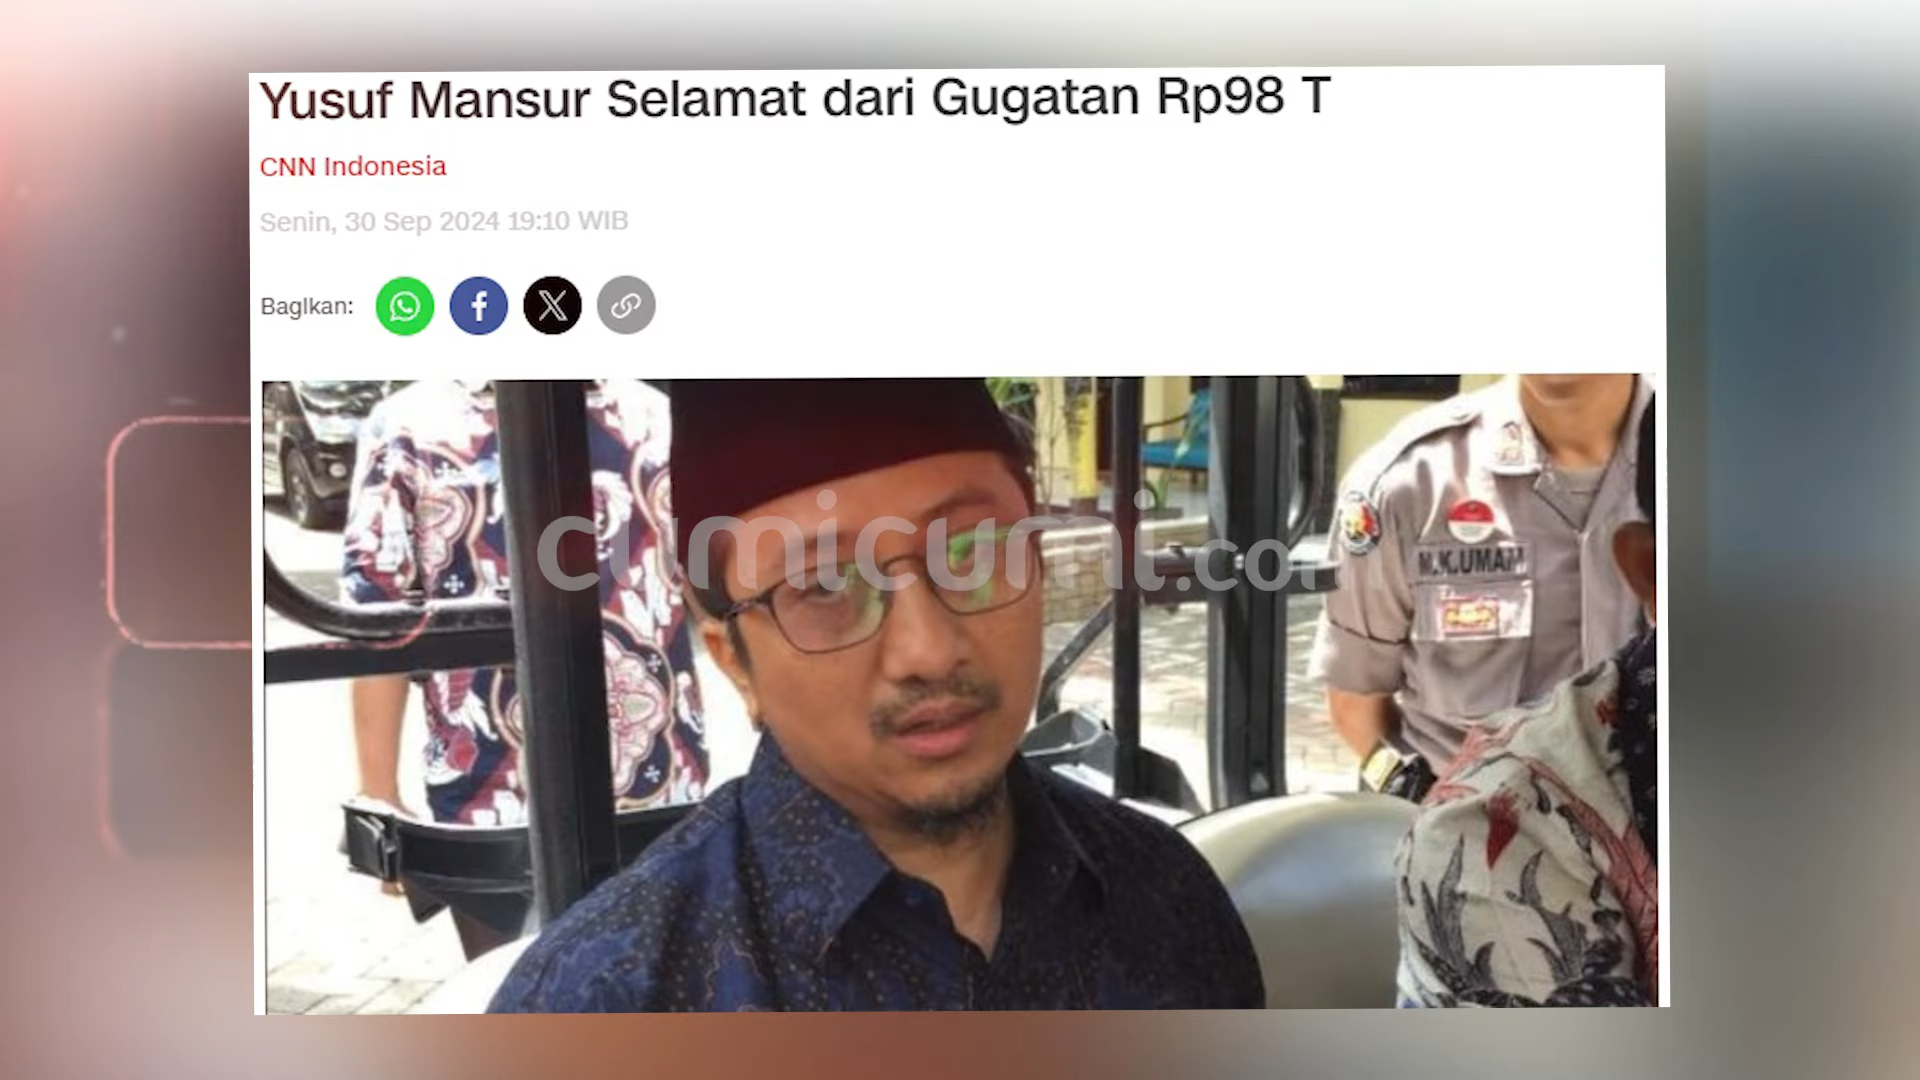 Yusuf Mansur Selamat dari Gugatan Rp98 T
CNN Indonesia
Senin, 30 Sep 2024 19:10 WIB
Bagikan:
cumicumi.com
M.K.UMAM